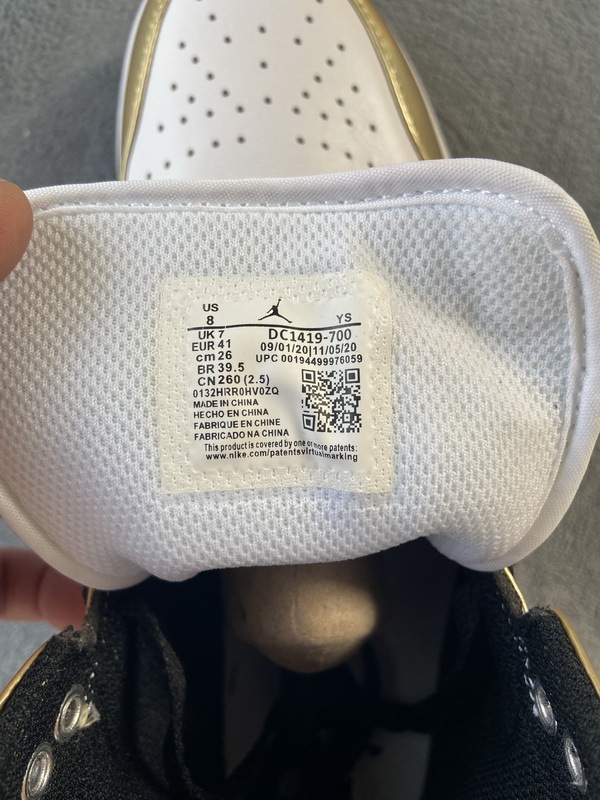 US
8 YS
UK 7 DC1419-700
EUR 41 09/01/20|11/05/20
cm 26 UPC 00194499976059
BR 39.5
CN 260 (2.5)
0132HRR0HV0ZQ
MADE IN CHINA
HECHO EN CHINA
FABRIQUE EN CHINE
FABRICADO NA CHINA
This product is covered by one or more patents:
www.nike.com/patentsvirtualmarking